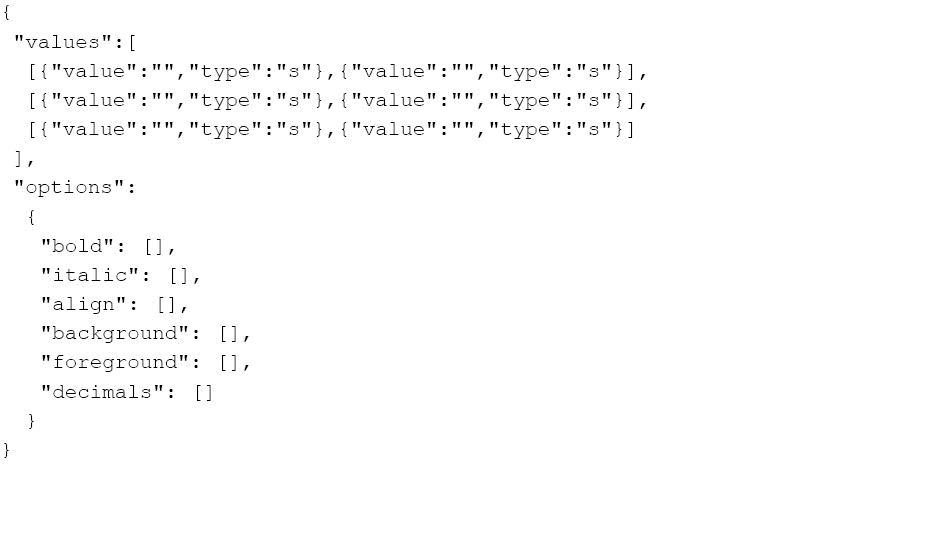 {
 "values":[
  [{"value":"","type":"s"},{"value":"","type":"s"}],
  [{"value":"","type":"s"},{"value":"","type":"s"}],
  [{"value":"","type":"s"},{"value":"","type":"s"}]
 ],
 "options":
  {
   "bold": [],
   "italic": [],
   "align": [],
   "background": [],
   "foreground": [],
   "decimals": []
  }
}